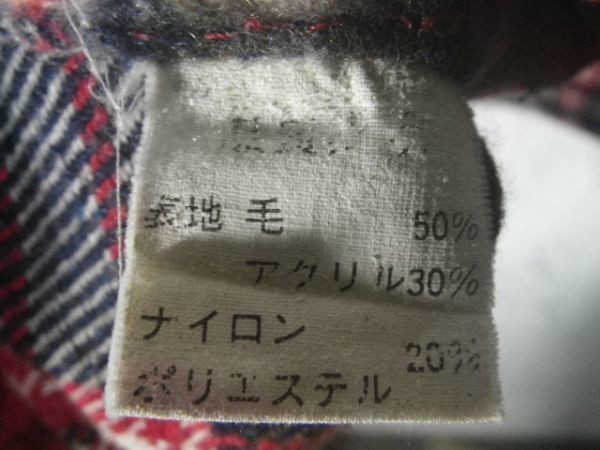 表地 毛 50%
アクリル30%
ナイロン
20%
ポリエステル